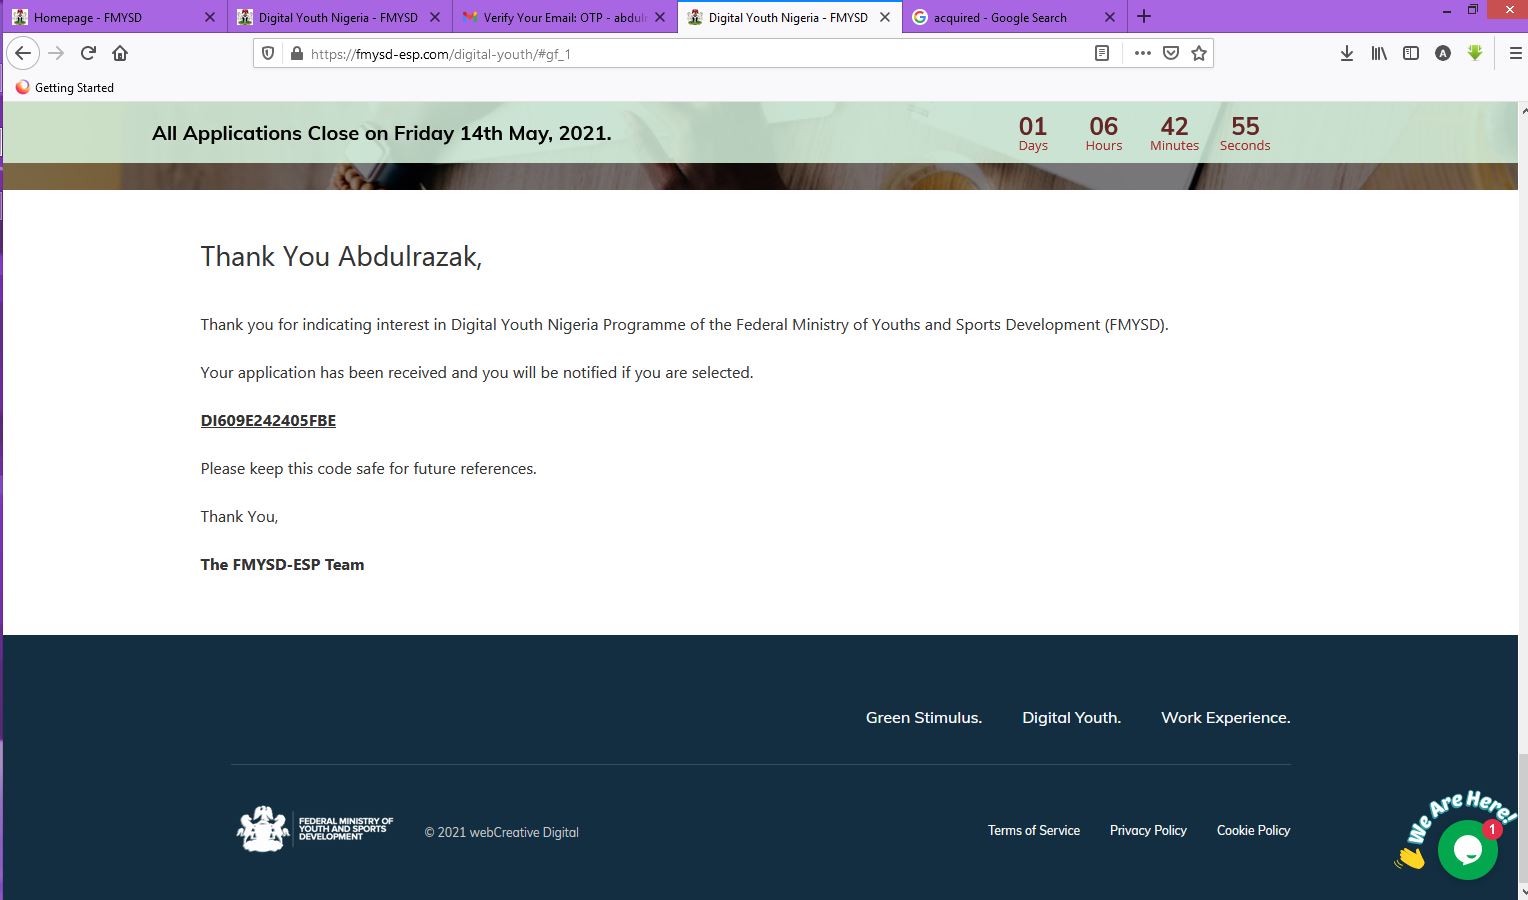 Homepage - FMYSD
Digital Youth Nigeria - FMYSD
Verify Your Email: OTP - abdul
Digital Youth Nigeria - FMYSD
acquired - Google Search
https://fmysd-esp.com/digital-youth/#gf_1
A
Getting Started
All Applications Close on Friday 14th May, 2021.
01 06 42 55
Days Hours Minutes Seconds
Thank You Abdulrazak,
Thank you for indicating interest in Digital Youth Nigeria Programme of the Federal Ministry of Youths and Sports Development (FMYSD).
Your application has been received and you will be notified if you are selected.
DI609E242405FBE
Please keep this code safe for future references.
Thank You,
The FMYSD-ESP Team
Green Stimulus. Digital Youth. Work Experience.
FEDERAL MINISTRY OF
YOUTH AND SPORTS
DEVELOPMENT
© 2021 webCreative Digital
Terms of Service Privacy Policy Cookie Policy
We Are Here!
1